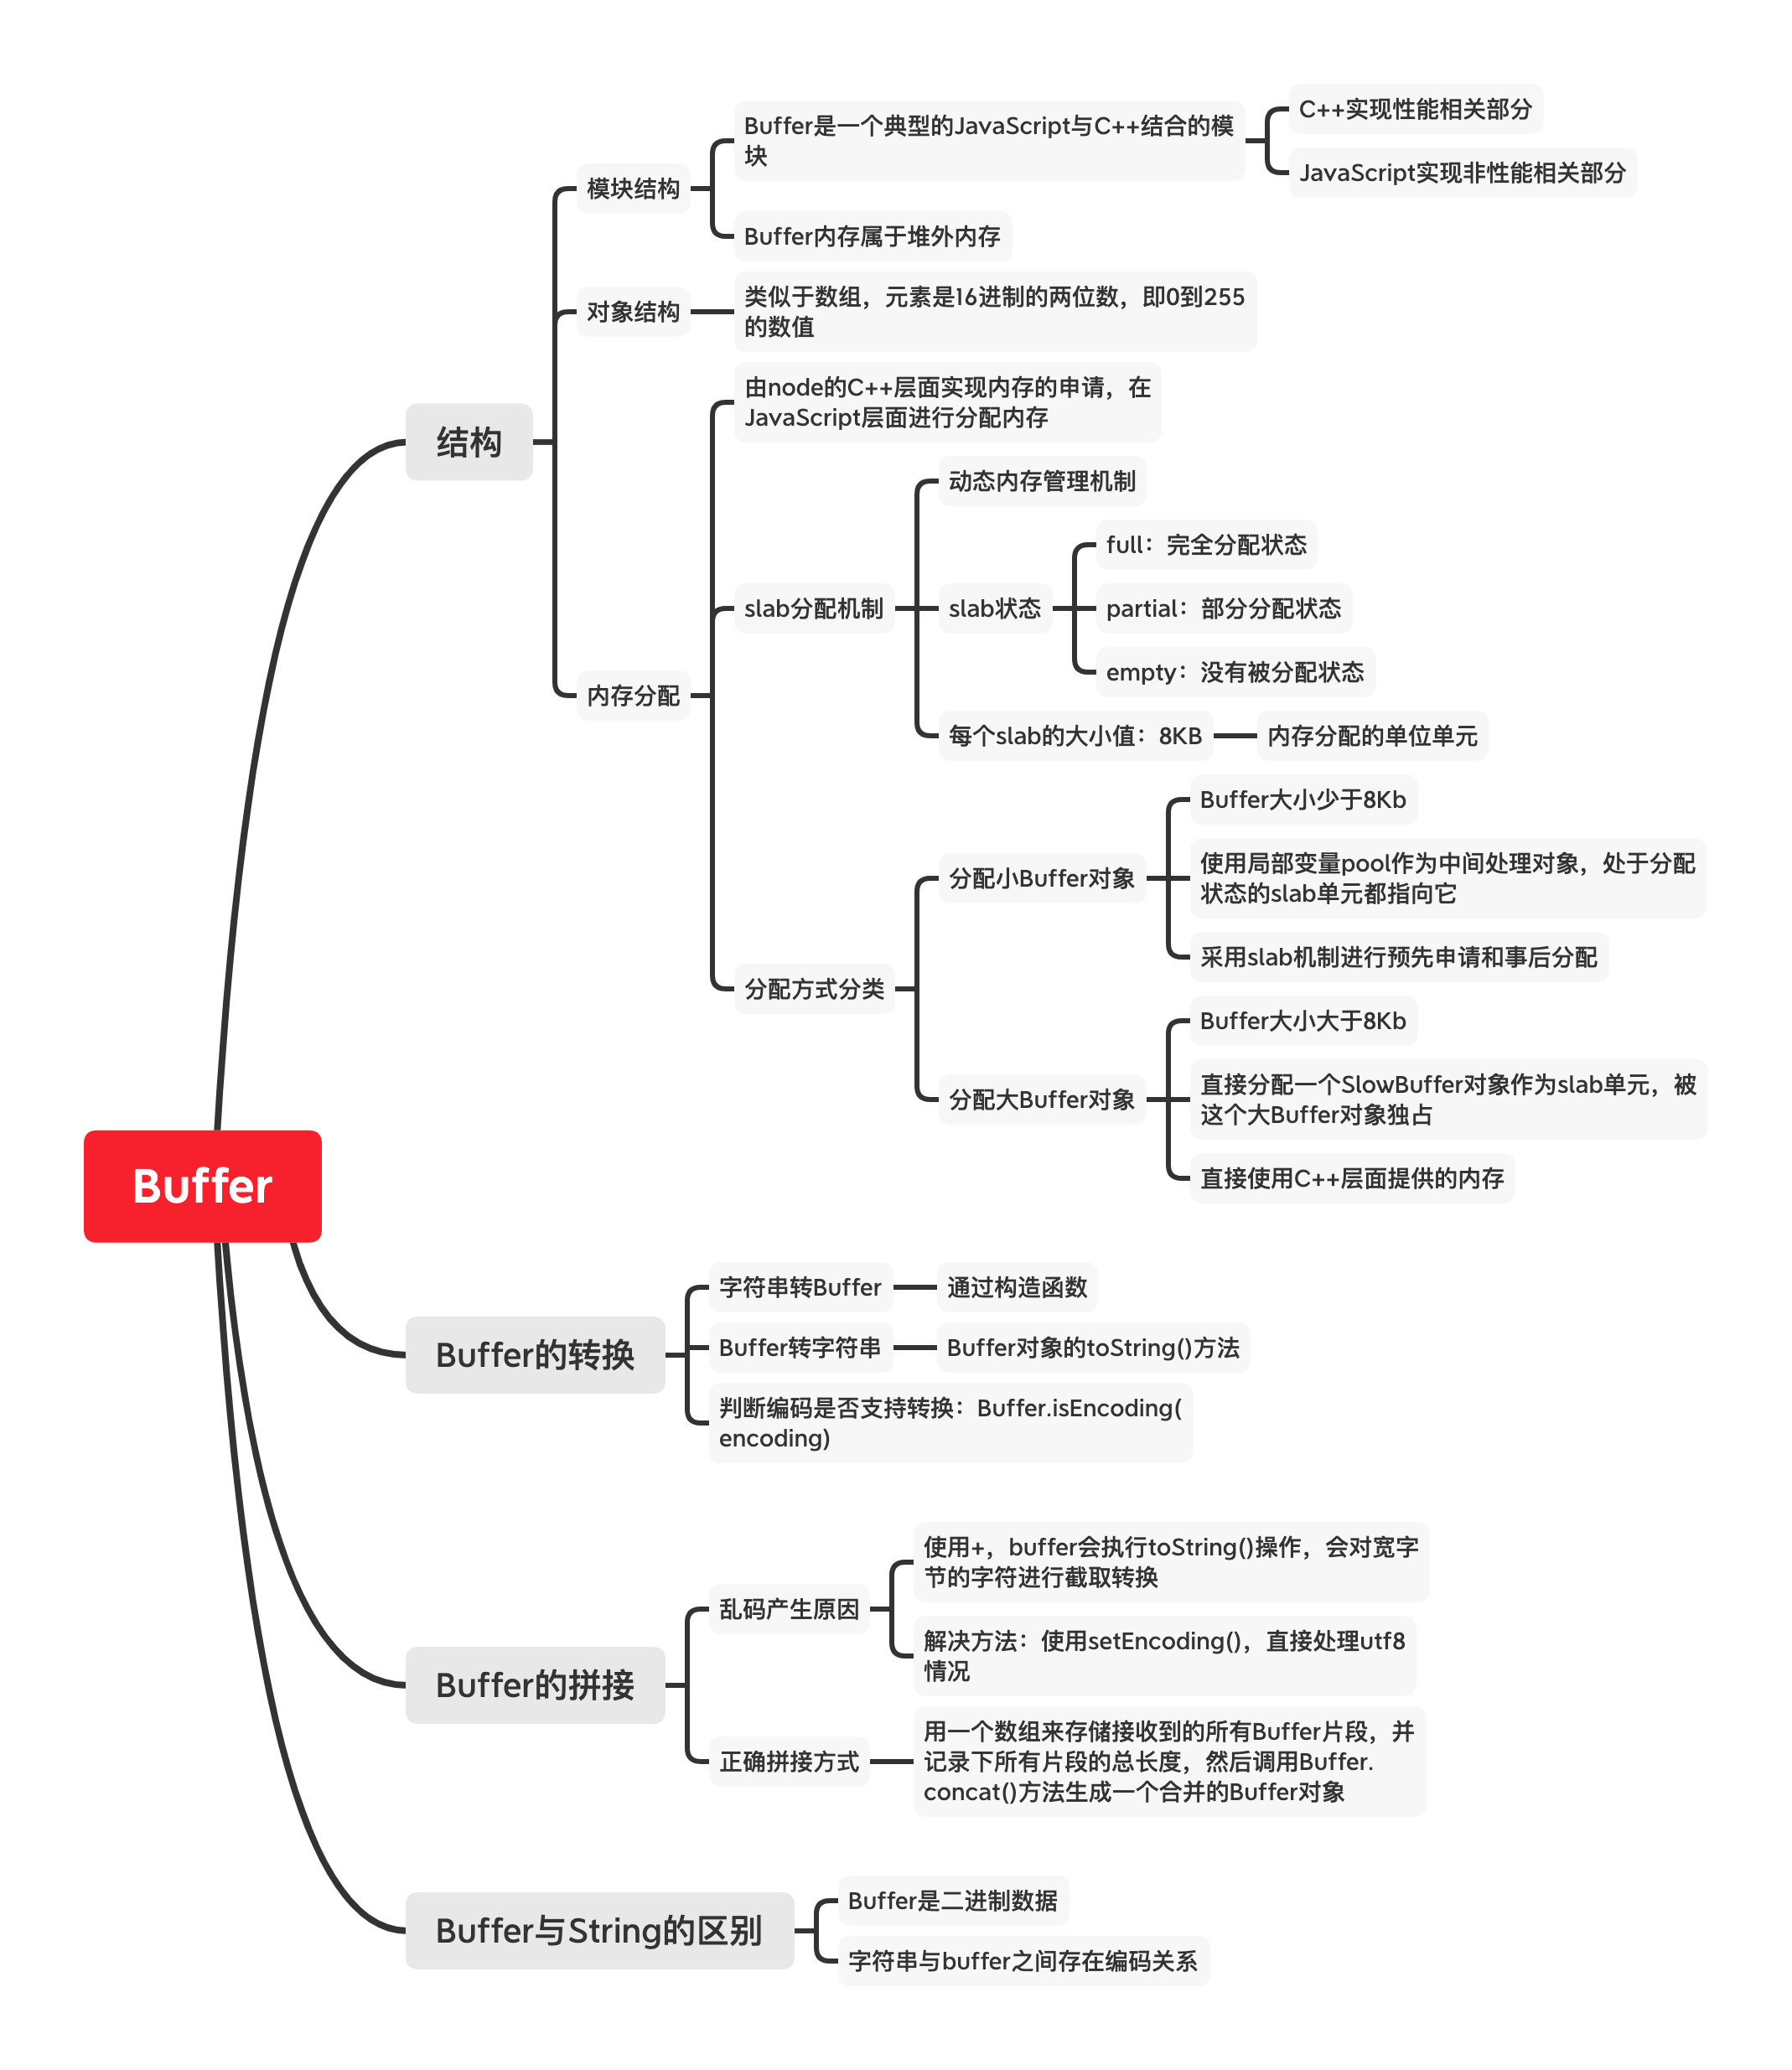 Buffer
结构
模块结构
Buffer是一个典型的JavaScript与C++结合的模
块
C++实现性能相关部分
JavaScript实现非性能相关部分
Buffer内存属于堆外内存
对象结构
类似于数组，元素是16进制的两位数，即0到255
的数值
内存分配
由node的C++层面实现内存的申请，在
JavaScript层面进行分配内存
slab分配机制
动态内存管理机制
slab状态
full：完全分配状态
partial：部分分配状态
empty：没有被分配状态
每个slab的大小值：8KB
内存分配的单位单元
分配方式分类
分配小Buffer对象
Buffer大小少于8Kb
使用局部变量pool作为中间处理对象，处于分配
状态的slab单元都指向它
采用slab机制进行预先申请和事后分配
分配大Buffer对象
Buffer大小大于8Kb
直接分配一个SlowBuffer对象作为slab单元，被
这个大Buffer对象独占
直接使用C++层面提供的内存
Buffer的转换
字符串转Buffer
通过构造函数
Buffer转字符串
Buffer对象的toString()方法
判断编码是否支持转换：Buffer.isEncoding(
encoding)
Buffer的拼接
乱码产生原因
使用+，buffer会执行toString()操作，会对宽字
节的字符进行截取转换
解决方法：使用setEncoding()，直接处理utf8
情况
正确拼接方式
用一个数组来存储接收到的所有Buffer片段，并
记录下所有片段的总长度，然后调用Buffer.
concat()方法生成一个合并的Buffer对象
Buffer与String的区别
Buffer是二进制数据
字符串与buffer之间存在编码关系